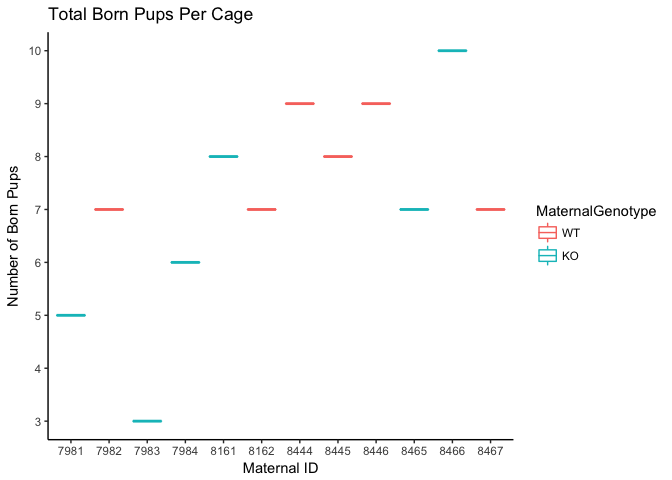 Total Born Pups Per Cage
Number of Born Pups
10
9
8
7
6
5
4
3
7981 7982 7983 7984 8161 8162 8444 8445 8446 8465 8466 8467
Maternal ID
MaternalGenotype
WT
KO